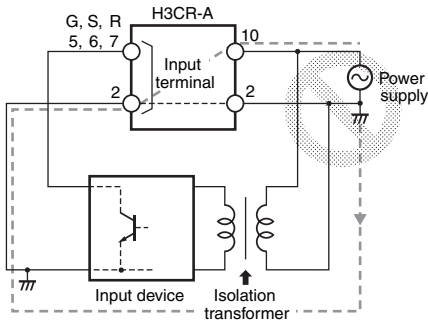 H3CR-A
G, S, R
5, 6, 7
10
Input
terminal
2
2
Power
supply
Input device
Isolation
transformer